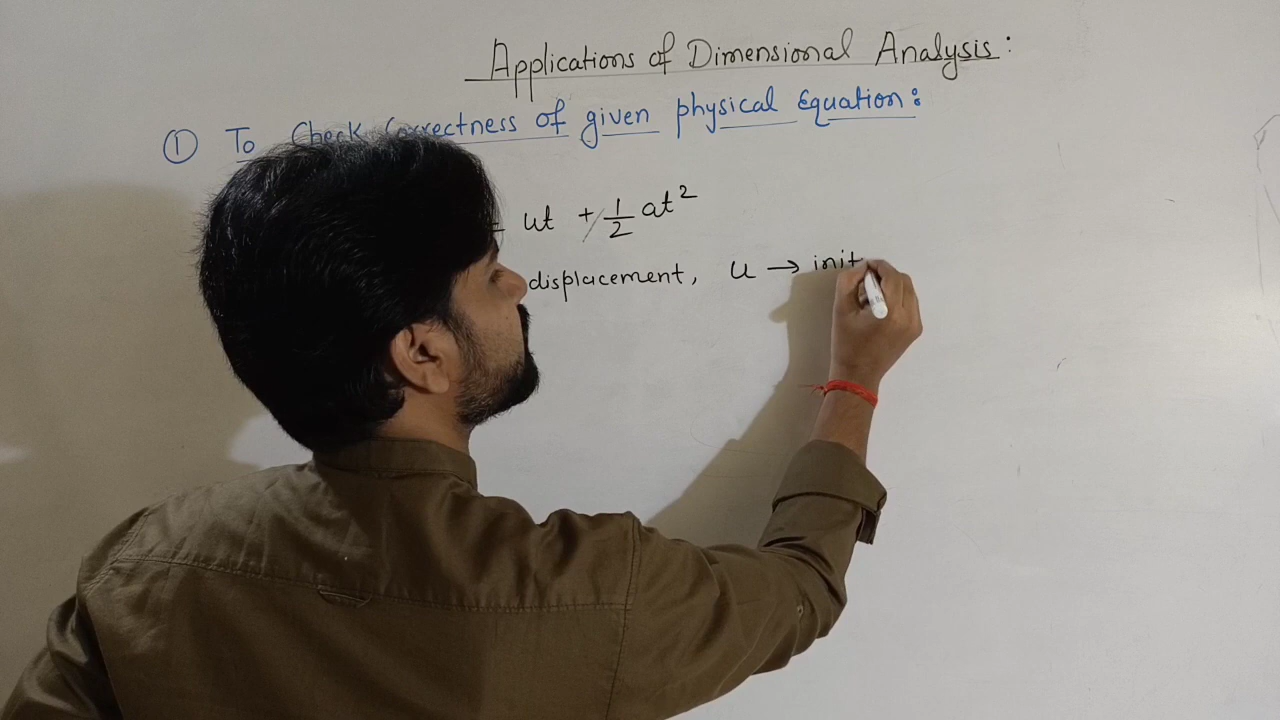 Applications of Dimensional Analysis :
① To Check Correctness of given physical Equation :
= ut + 1/2 at²
displacement, u → init